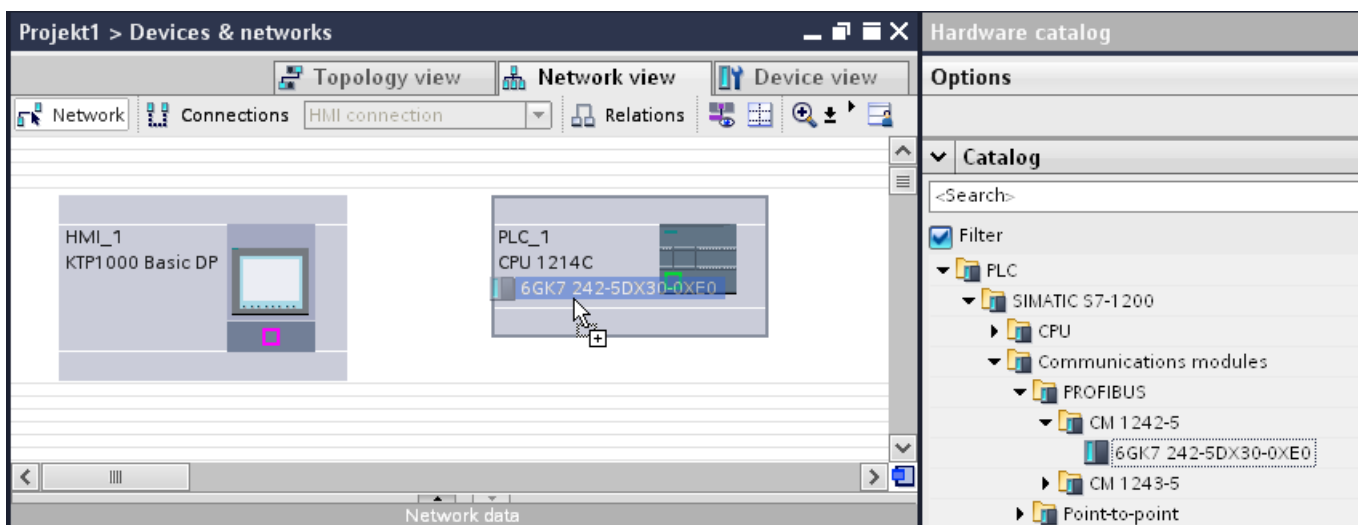 Projekt1 > Devices & networks
Hardware catalog
Topology view
Network view
Device view
Options
Network
Connections
HMI connection
Relations
Catalog
<Search>
Filter
HMI_1
KTP1000 Basic DP
PLC_1
CPU 1214C
6GK7 242-5DX30-0XE0
PLC
SIMATIC S7-1200
CPU
Communications modules
PROFIBUS
CM 1242-5
6GK7 242-5DX30-0XE0
CM 1243-5
Point-to-point
Network data